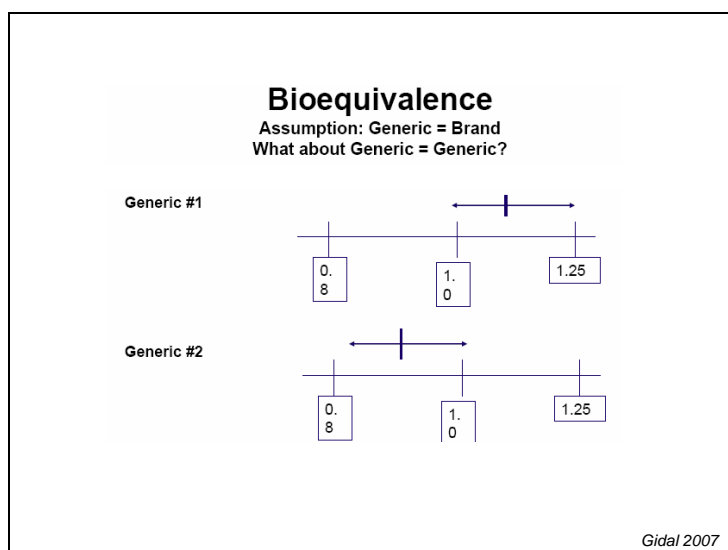 Bioequivalence
Assumption: Generic = Brand
What about Generic = Generic?
Generic #1
0.
8
1.
0
1.25
Generic #2
0.
8
1.
0
1.25
Gidal 2007